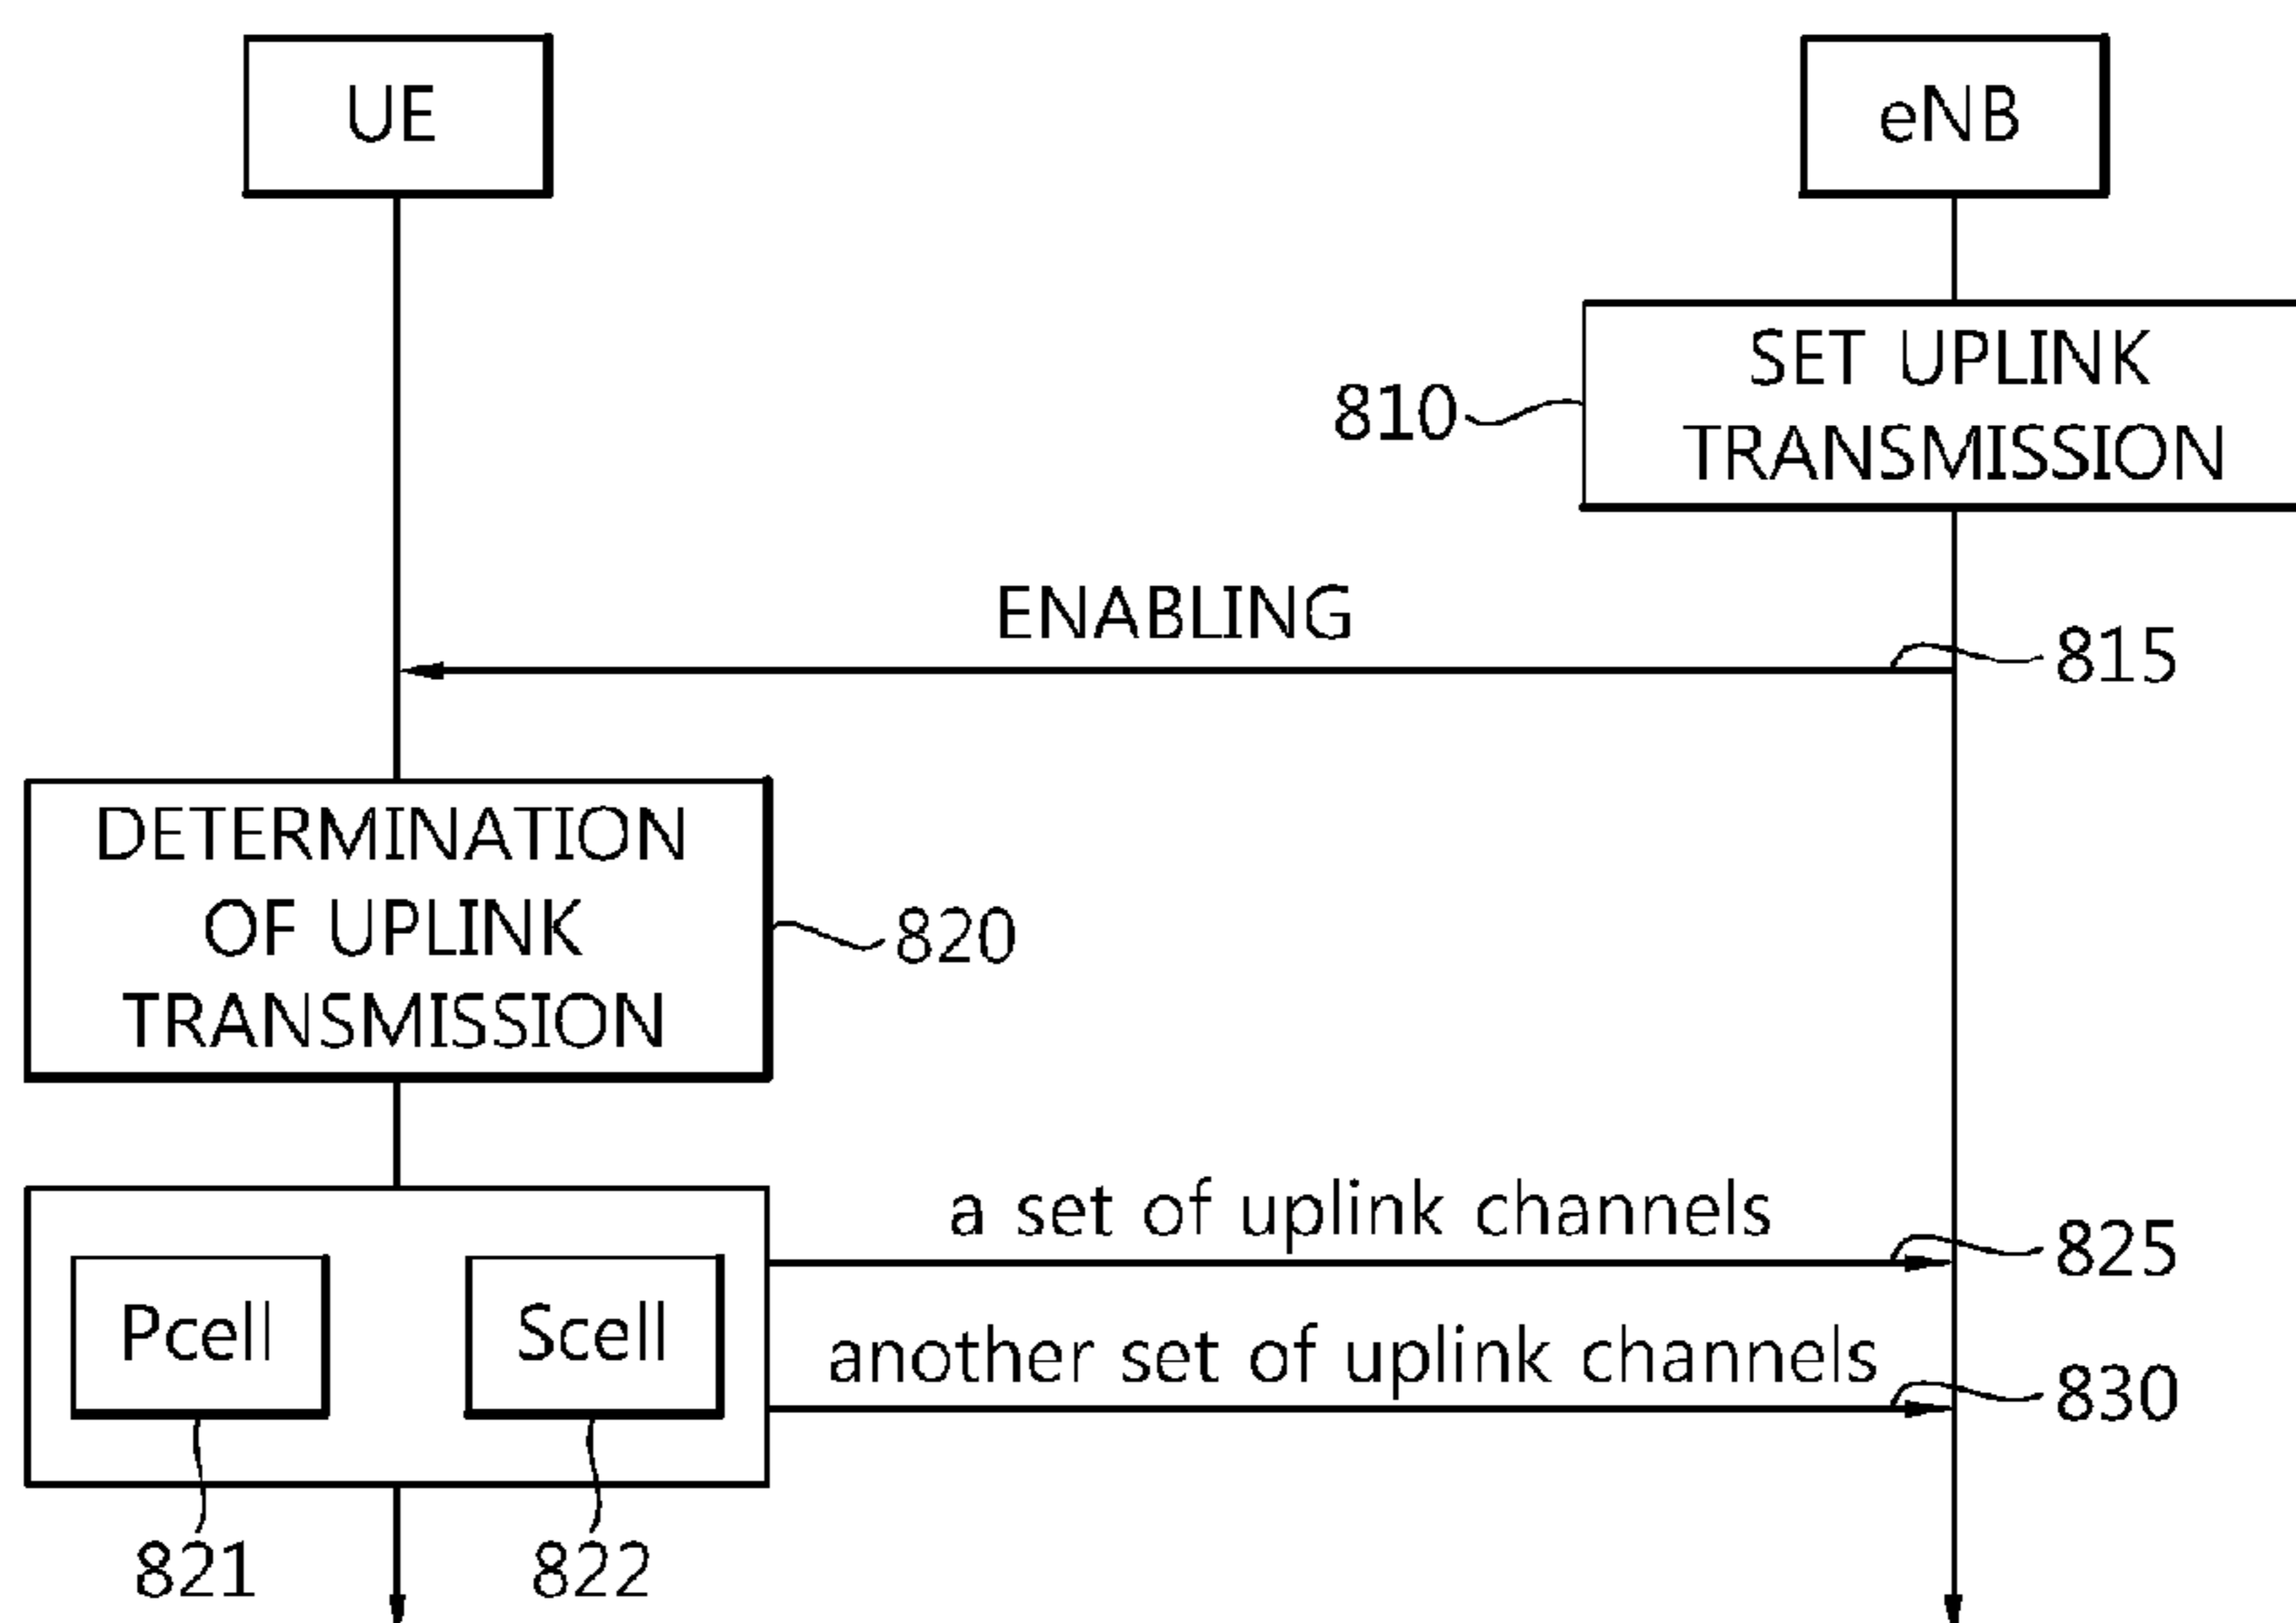 UE
eNB
SET UPLINK
TRANSMISSION
810
ENABLING
815
DETERMINATION
OF UPLINK
TRANSMISSION
820
a set of uplink channels
825
Pcell
Scell
another set of uplink channels
830
821
822